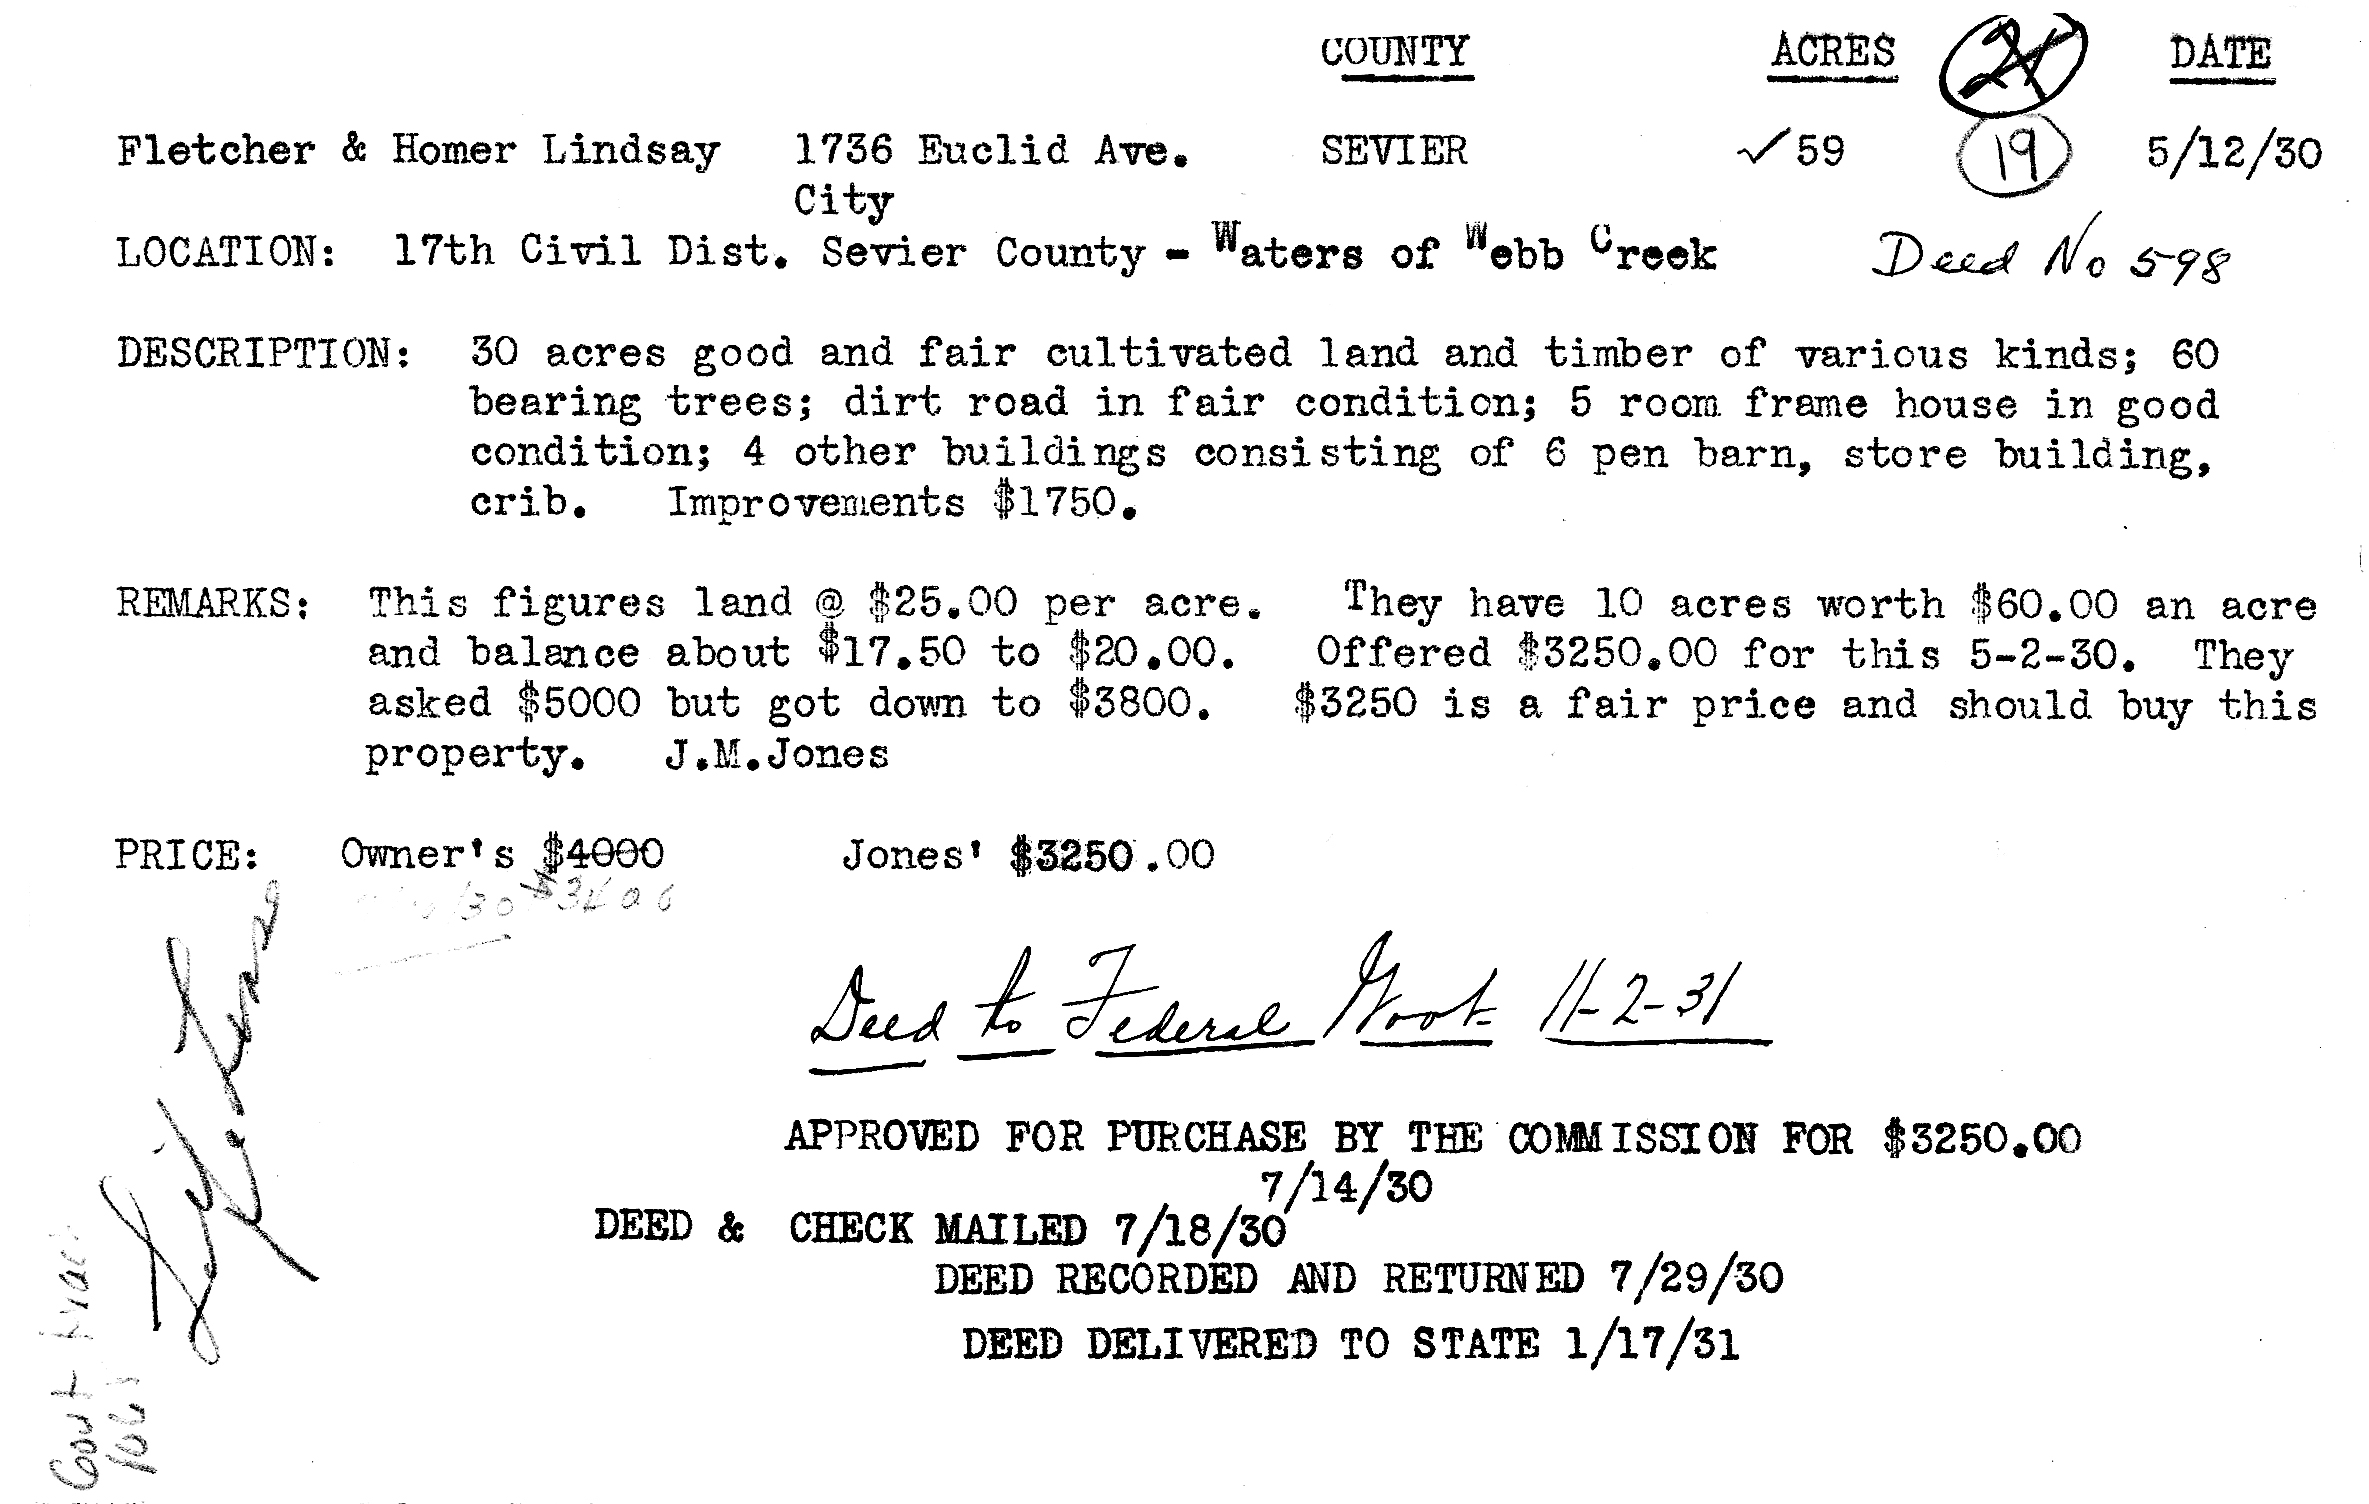 COUNTY ACRES 21 DATE
Fletcher & Homer Lindsay 1736 Euclid Ave. SEVIER ✓59 19 5/12/30
City
LOCATION: 17th Civil Dist. Sevier County - Waters of Webb Creek Deed No 598
DESCRIPTION: 30 acres good and fair cultivated land and timber of various kinds; 60
bearing trees; dirt road in fair condition; 5 room frame house in good
condition; 4 other buildings consisting of 6 pen barn, store building,
crib. Improvements $1750.
REMARKS: This figures land @ $25.00 per acre. They have 10 acres worth $60.00 an acre
and balance about $17.50 to $20.00. Offered $3250.00 for this 5-2-30. They
asked $5000 but got down to $3800. $3250 is a fair price and should buy this
property. J.M.Jones
PRICE: Owner's $4000 Jones' $3250.00
Deed to Federal Govt 11-2-31
APPROVED FOR PURCHASE BY THE COMMISSION FOR $3250.00
7/14/30
DEED & CHECK MAILED 7/18/30
DEED RECORDED AND RETURNED 7/29/30
DEED DELIVERED TO STATE 1/17/31
Govt